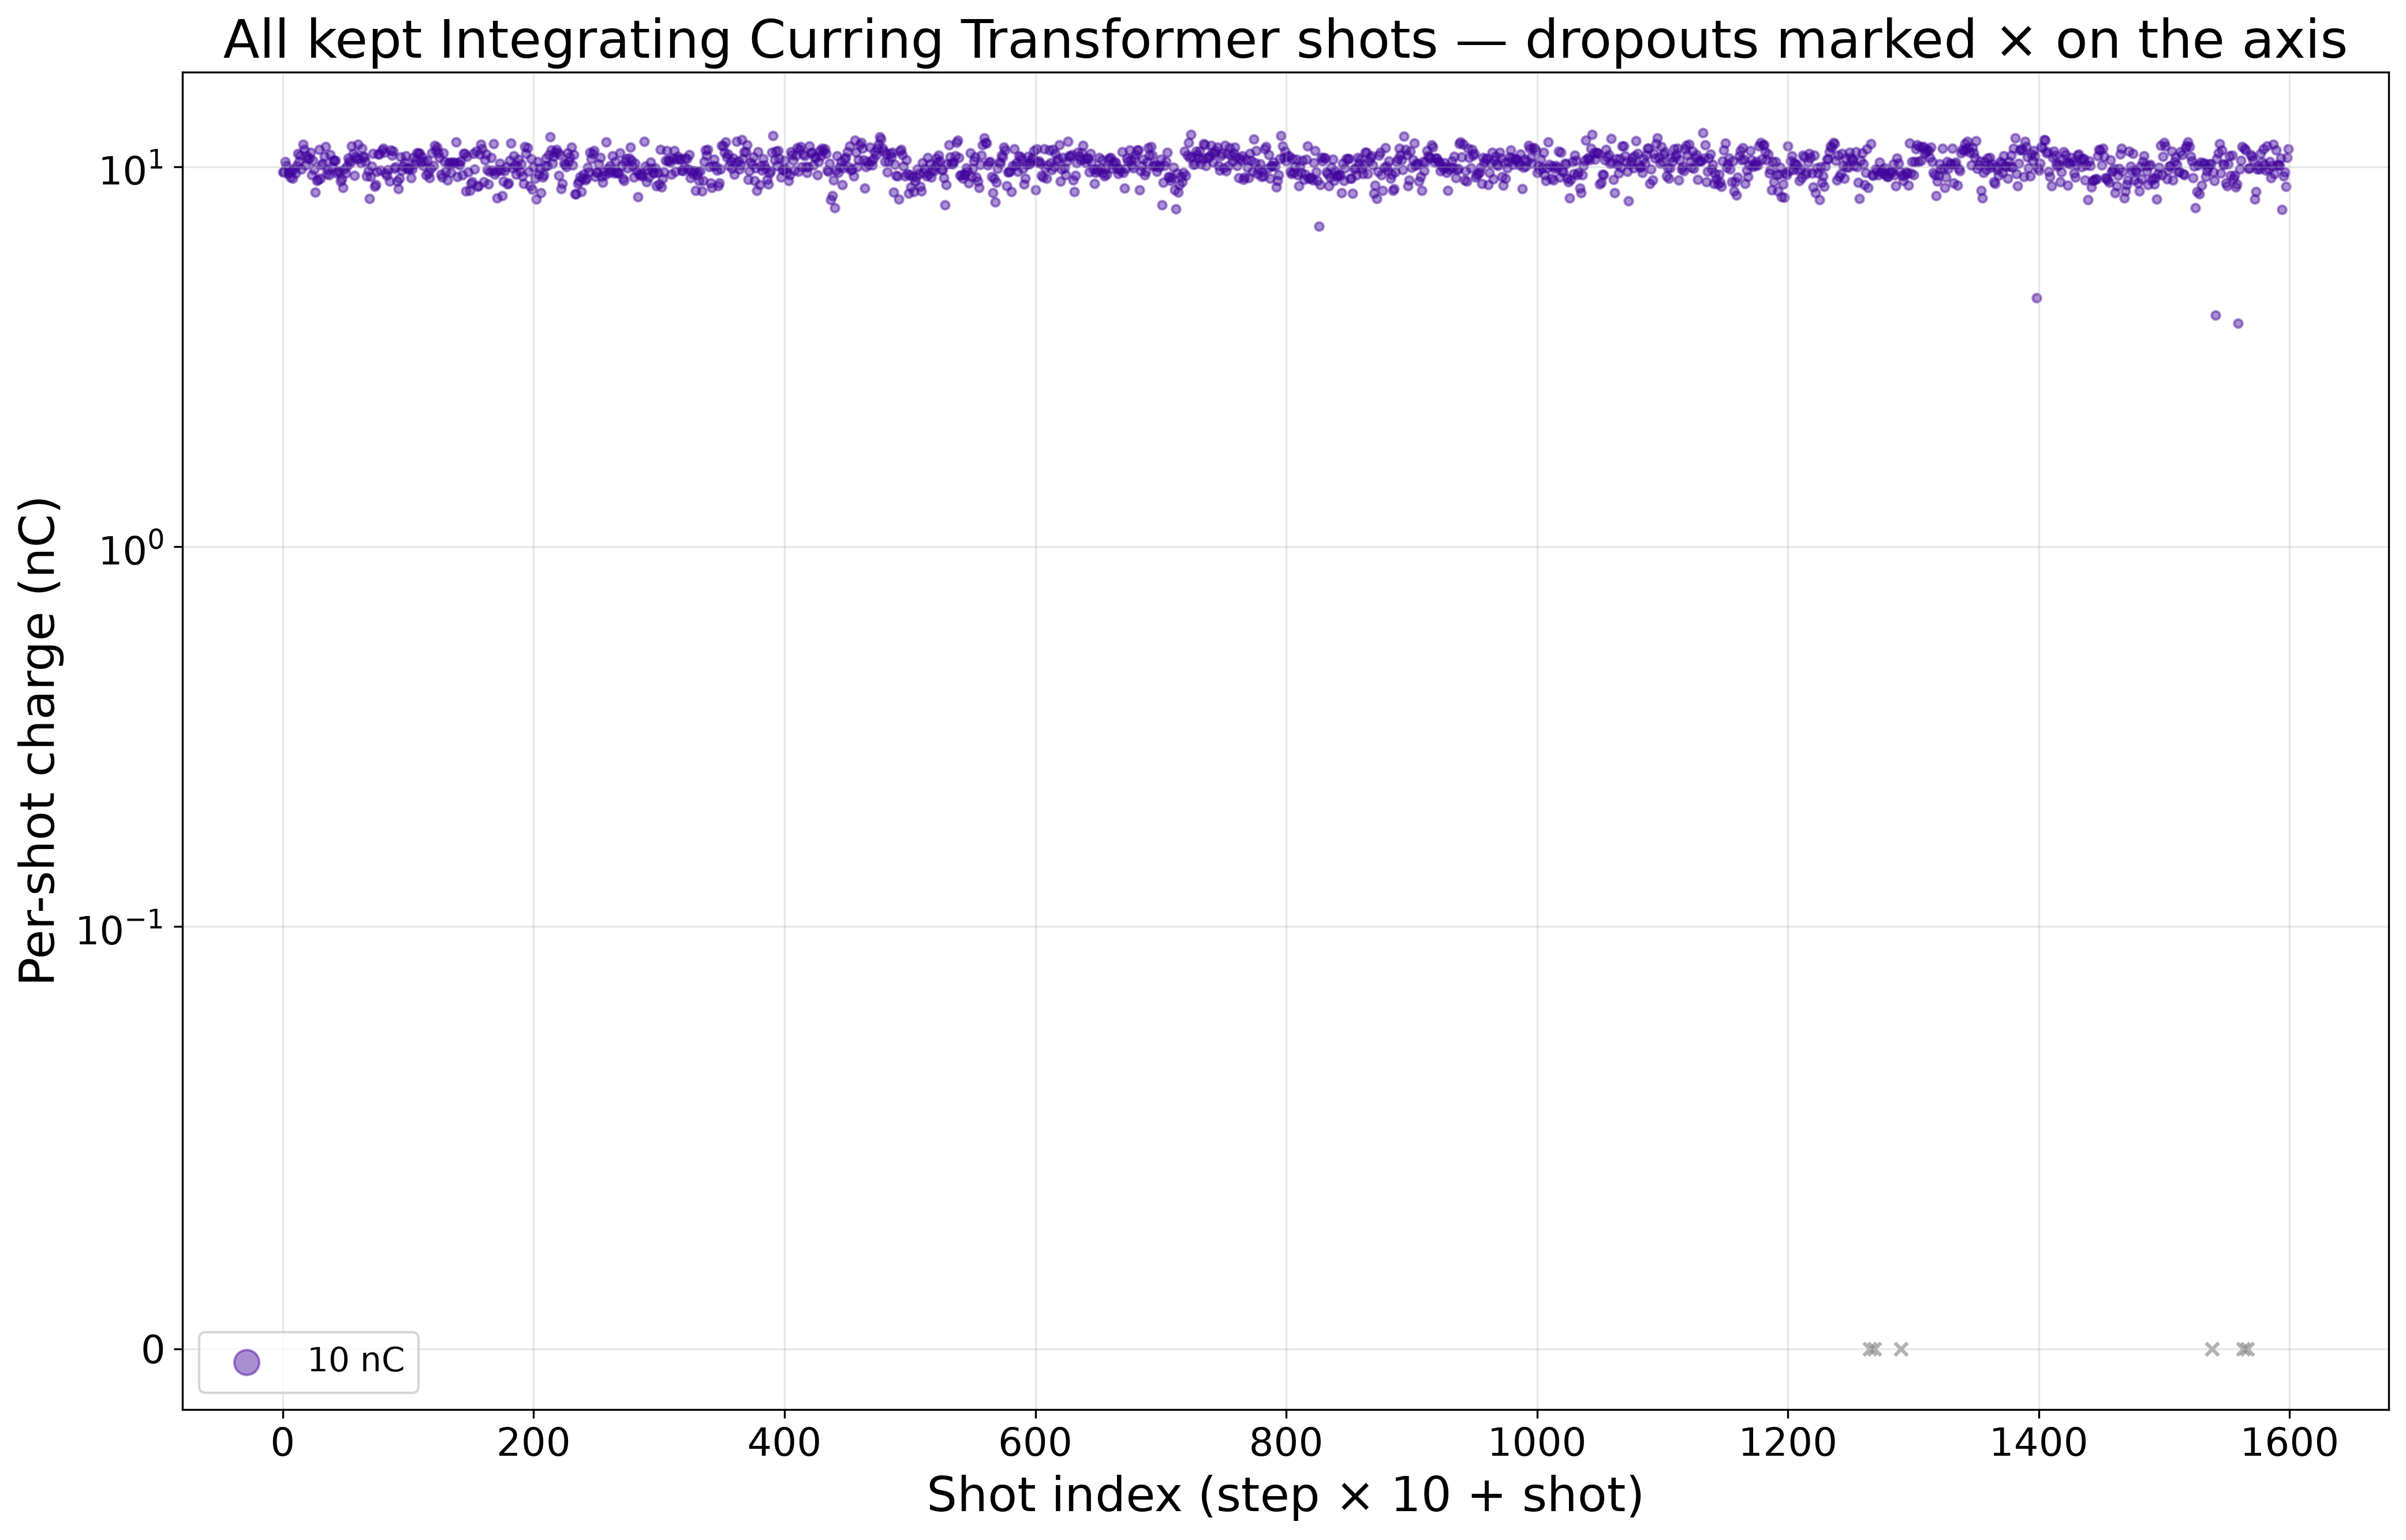 All kept Integrating Curring Transformer shots — dropouts marked × on the axis
Per-shot charge (nC)
10¹
10⁰
10⁻¹
0
10 nC
0 200 400 600 800 1000 1200 1400 1600
Shot index (step × 10 + shot)